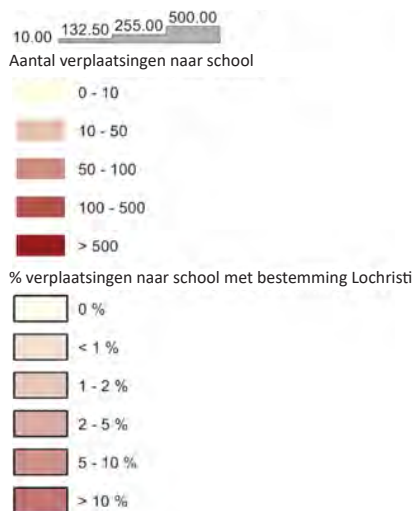 10.00 132.50 255.00 500.00
Aantal verplaatsingen naar school
0 - 10
10 - 50
50 - 100
100 - 500
> 500
% verplaatsingen naar school met bestemming Lochristi
0 %
< 1 %
1 - 2 %
2 - 5 %
5 - 10 %
> 10 %